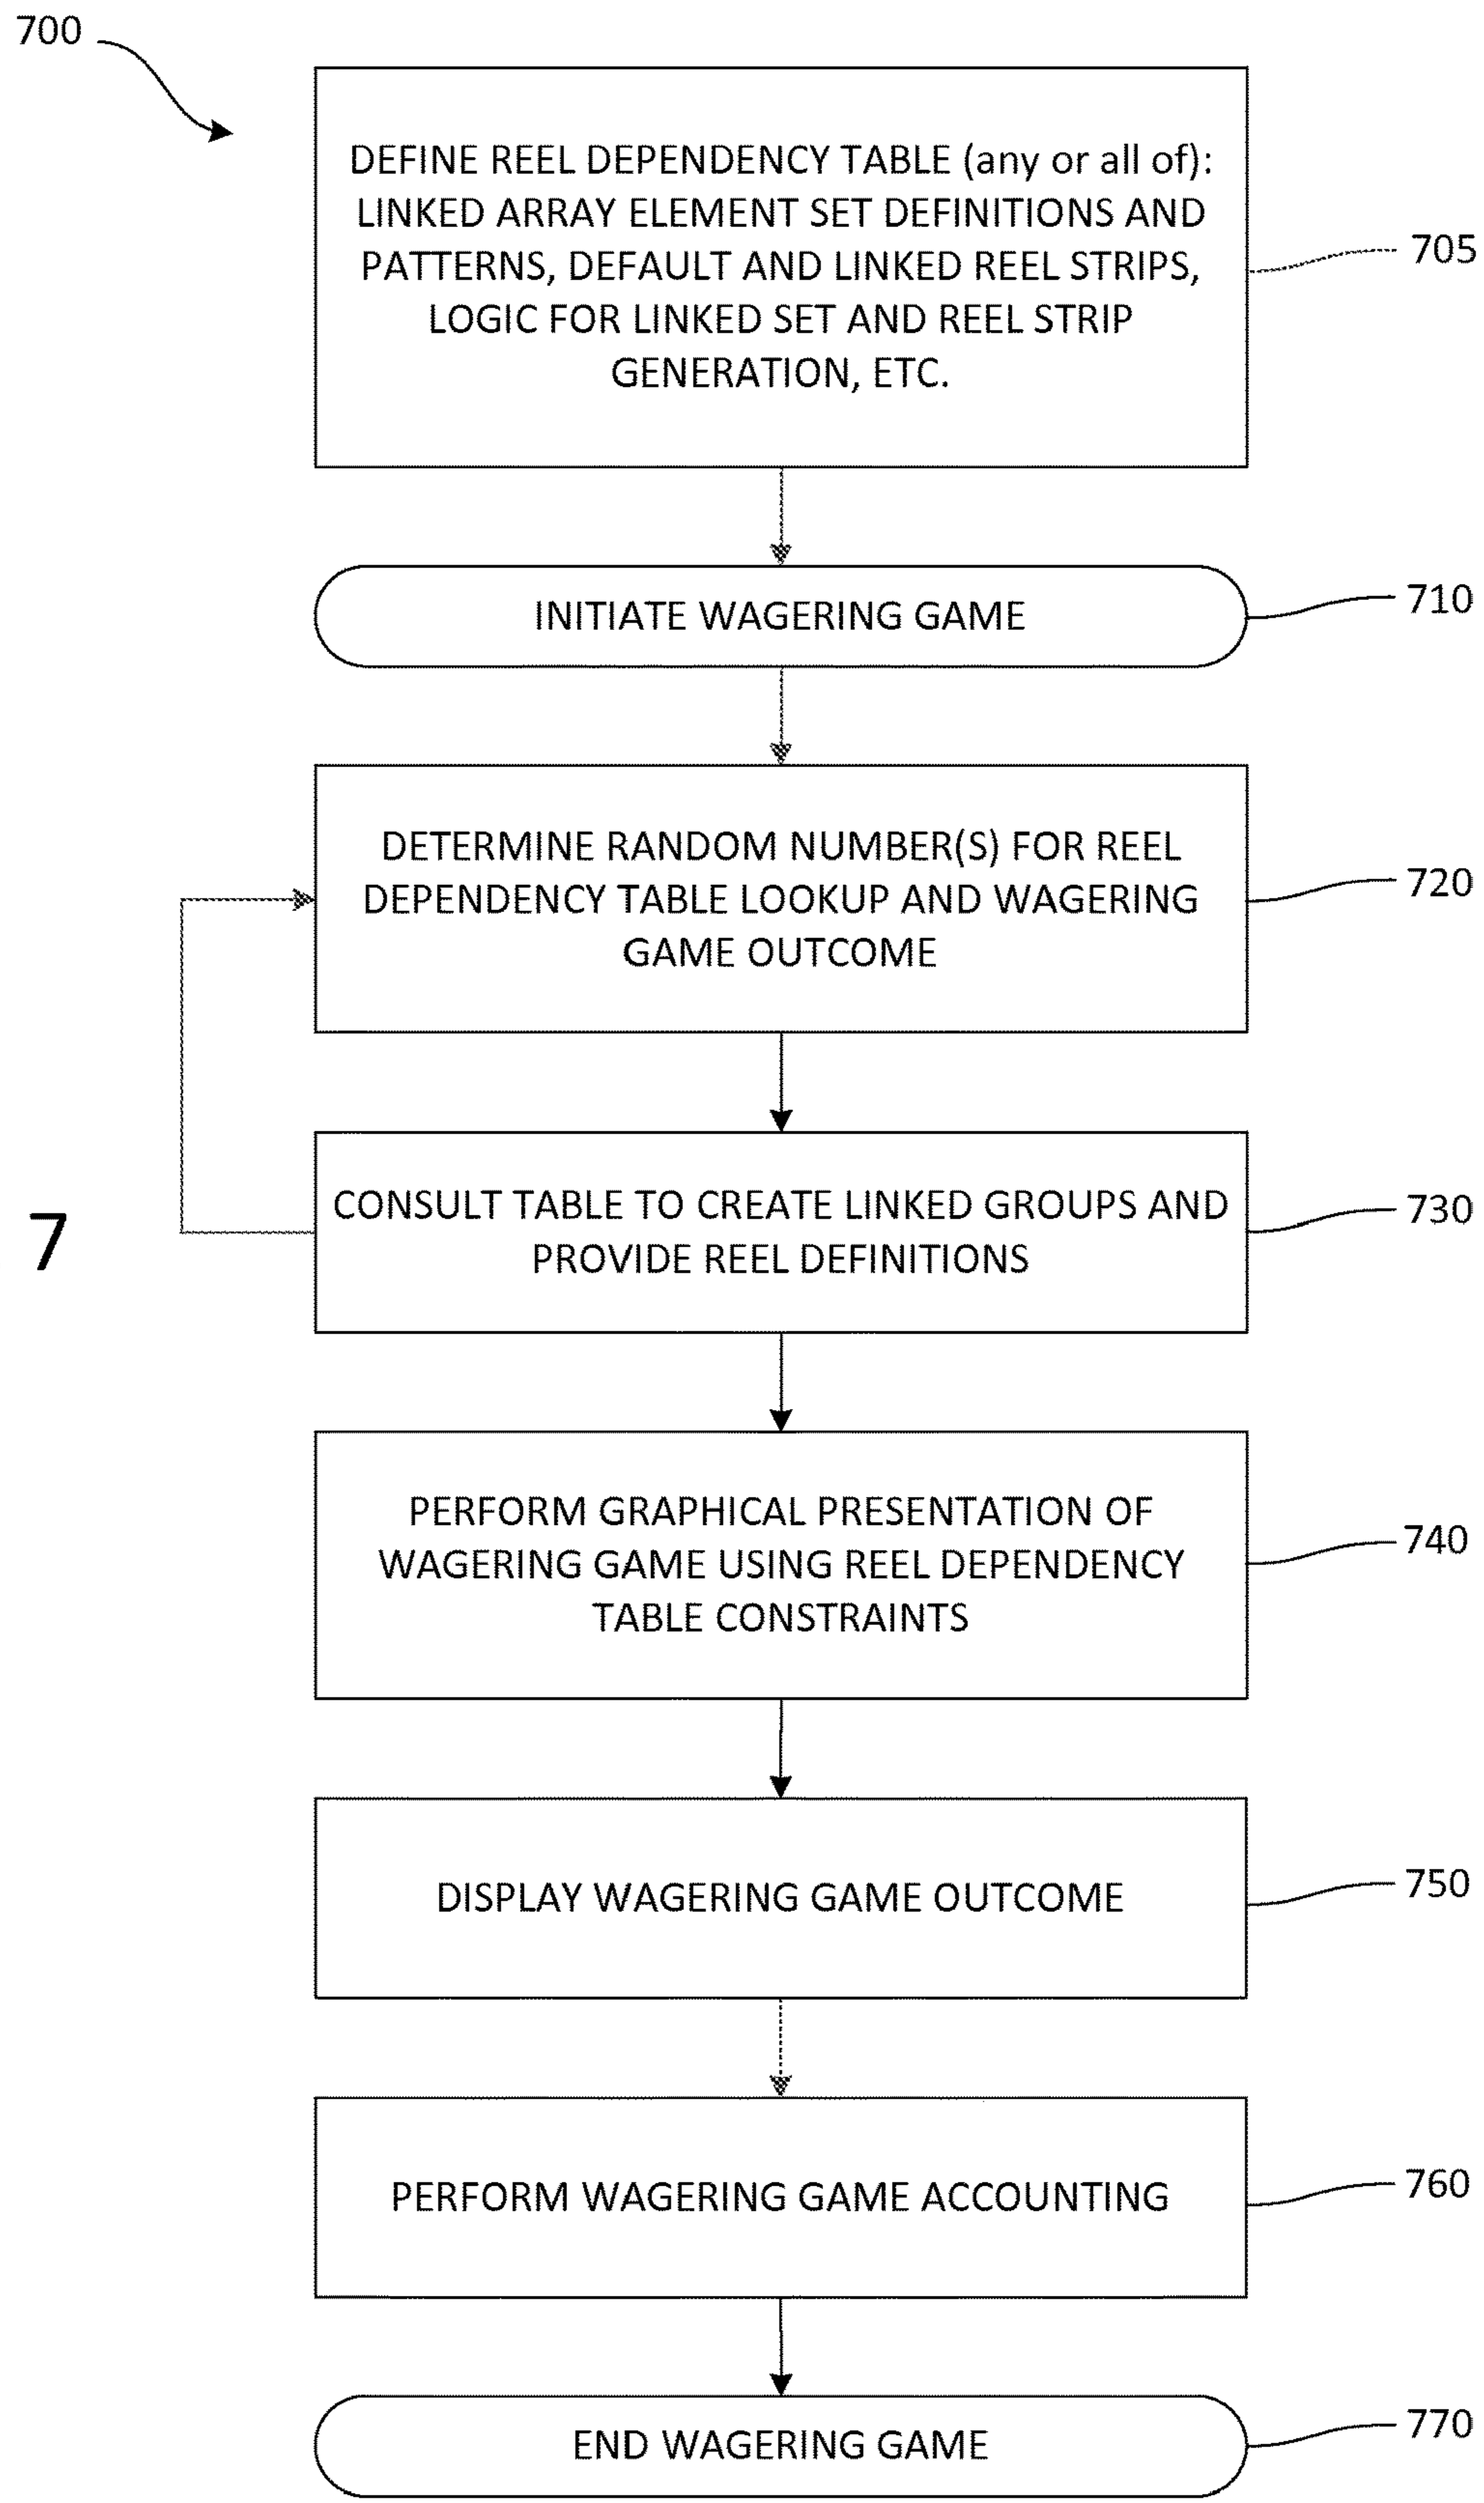 700
DEFINE REEL DEPENDENCY TABLE (any or all of):
LINKED ARRAY ELEMENT SET DEFINITIONS AND
PATTERNS, DEFAULT AND LINKED REEL STRIPS,
LOGIC FOR LINKED SET AND REEL STRIP
GENERATION, ETC.
705
INITIATE WAGERING GAME
710
DETERMINE RANDOM NUMBER(S) FOR REEL
DEPENDENCY TABLE LOOKUP AND WAGERING
GAME OUTCOME
720
CONSULT TABLE TO CREATE LINKED GROUPS AND
PROVIDE REEL DEFINITIONS
730
7
PERFORM GRAPHICAL PRESENTATION OF
WAGERING GAME USING REEL DEPENDENCY
TABLE CONSTRAINTS
740
DISPLAY WAGERING GAME OUTCOME
750
PERFORM WAGERING GAME ACCOUNTING
760
END WAGERING GAME
770